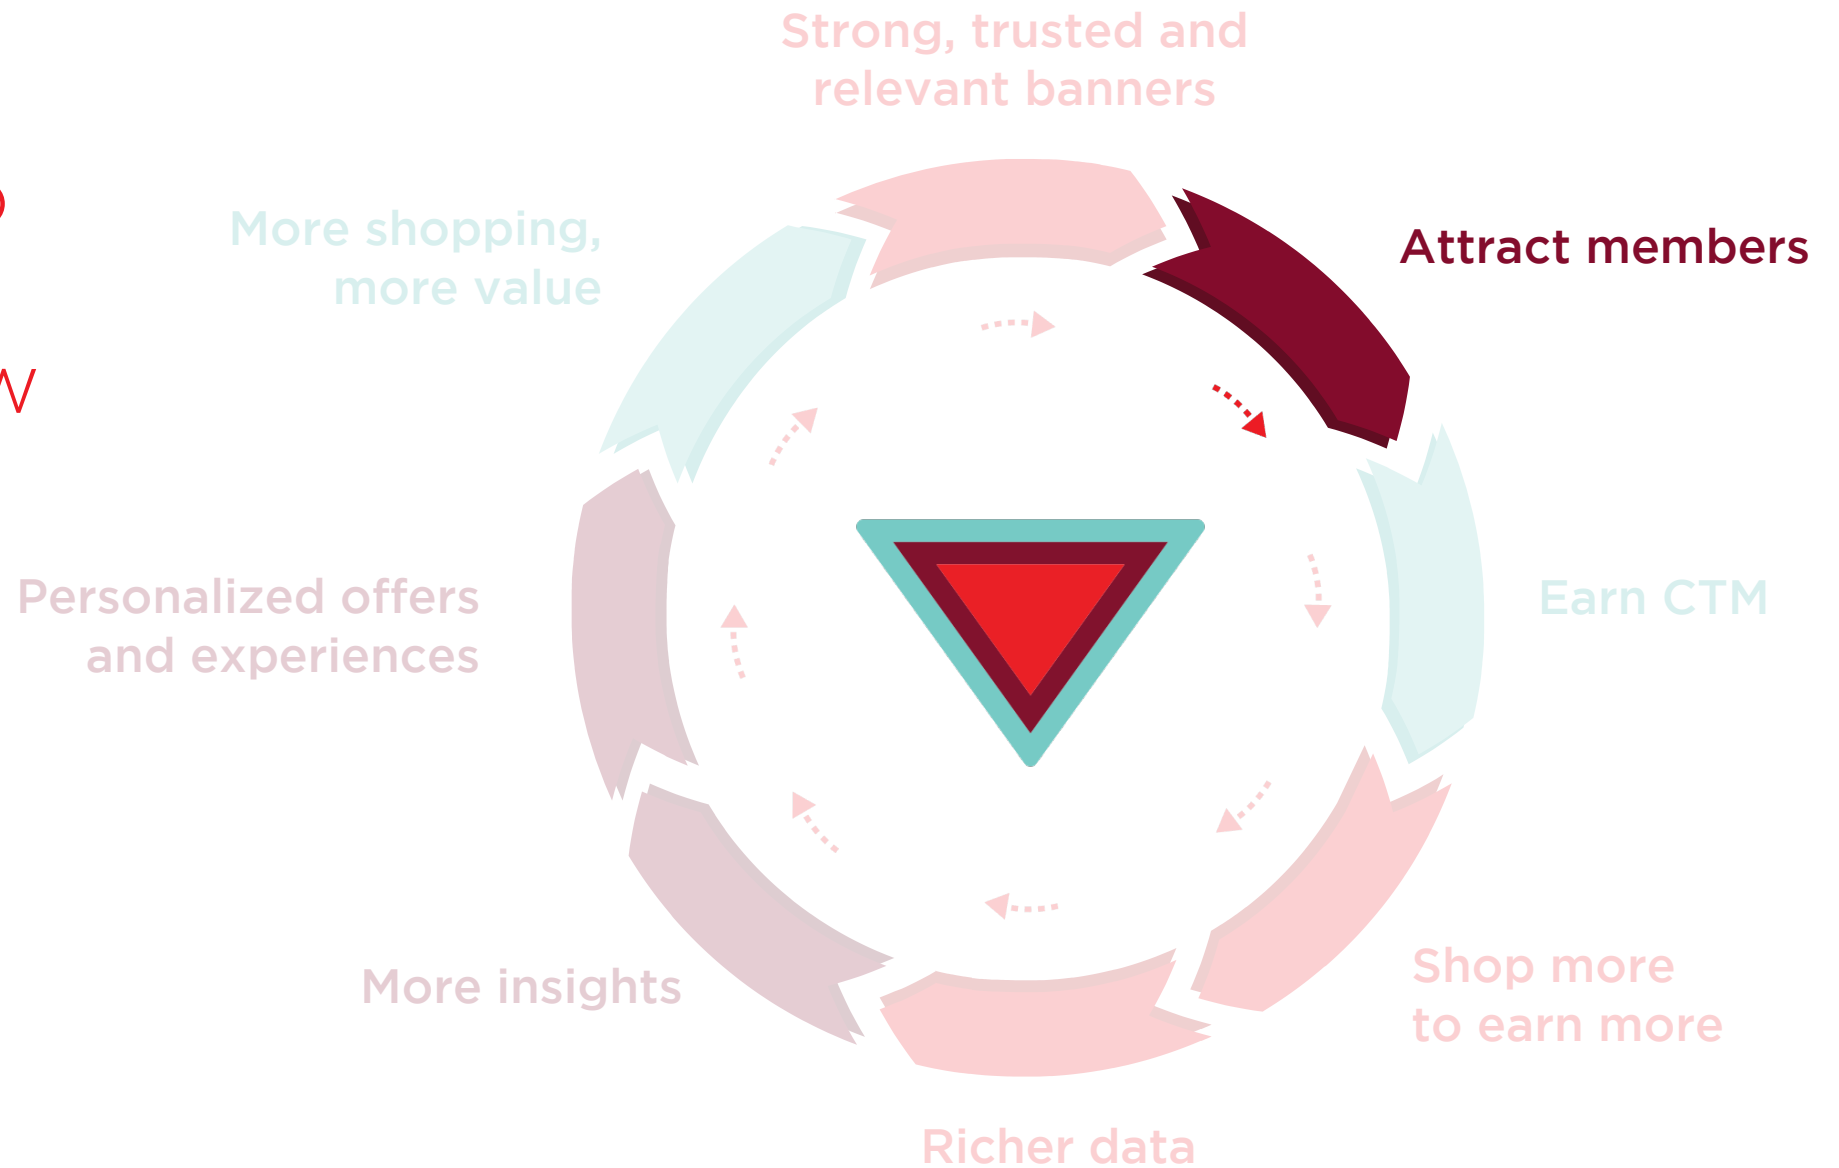 Strong, trusted and
relevant banners
Attract members
Earn CTM
Shop more
to earn more
Richer data
More insights
Personalized offers
and experiences
More shopping,
more value